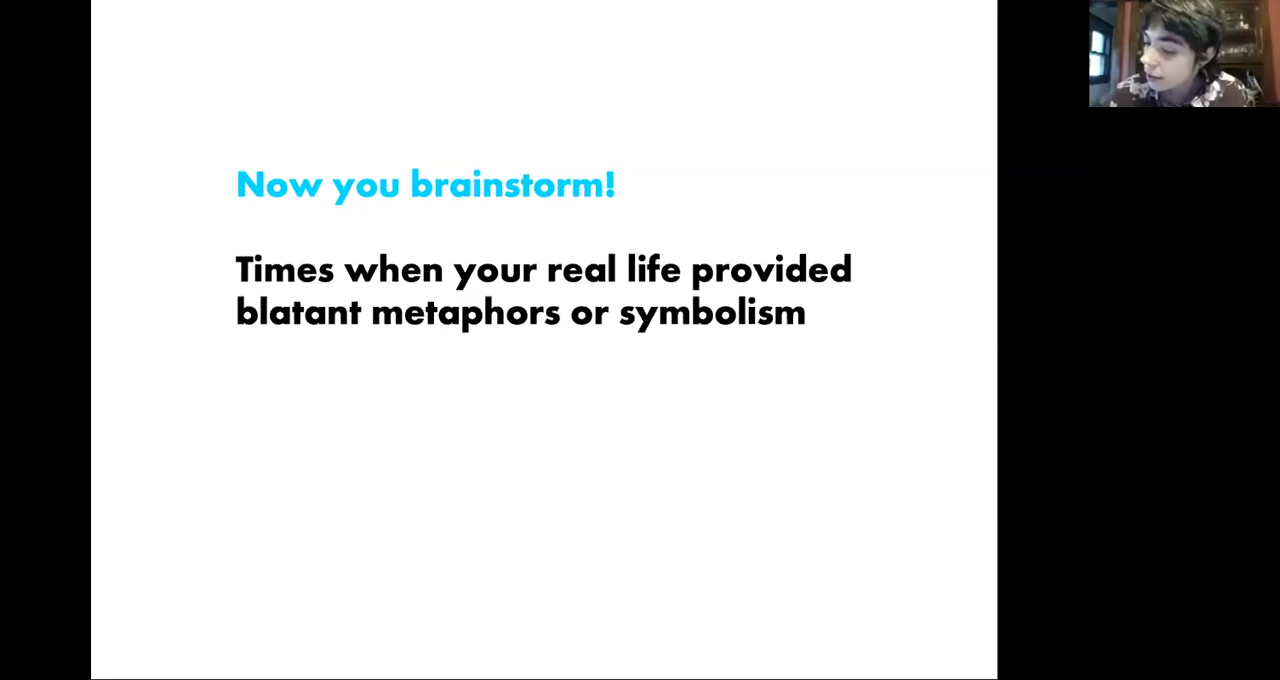 Now you brainstorm!
Times when your real life provided
blatant metaphors or symbolism